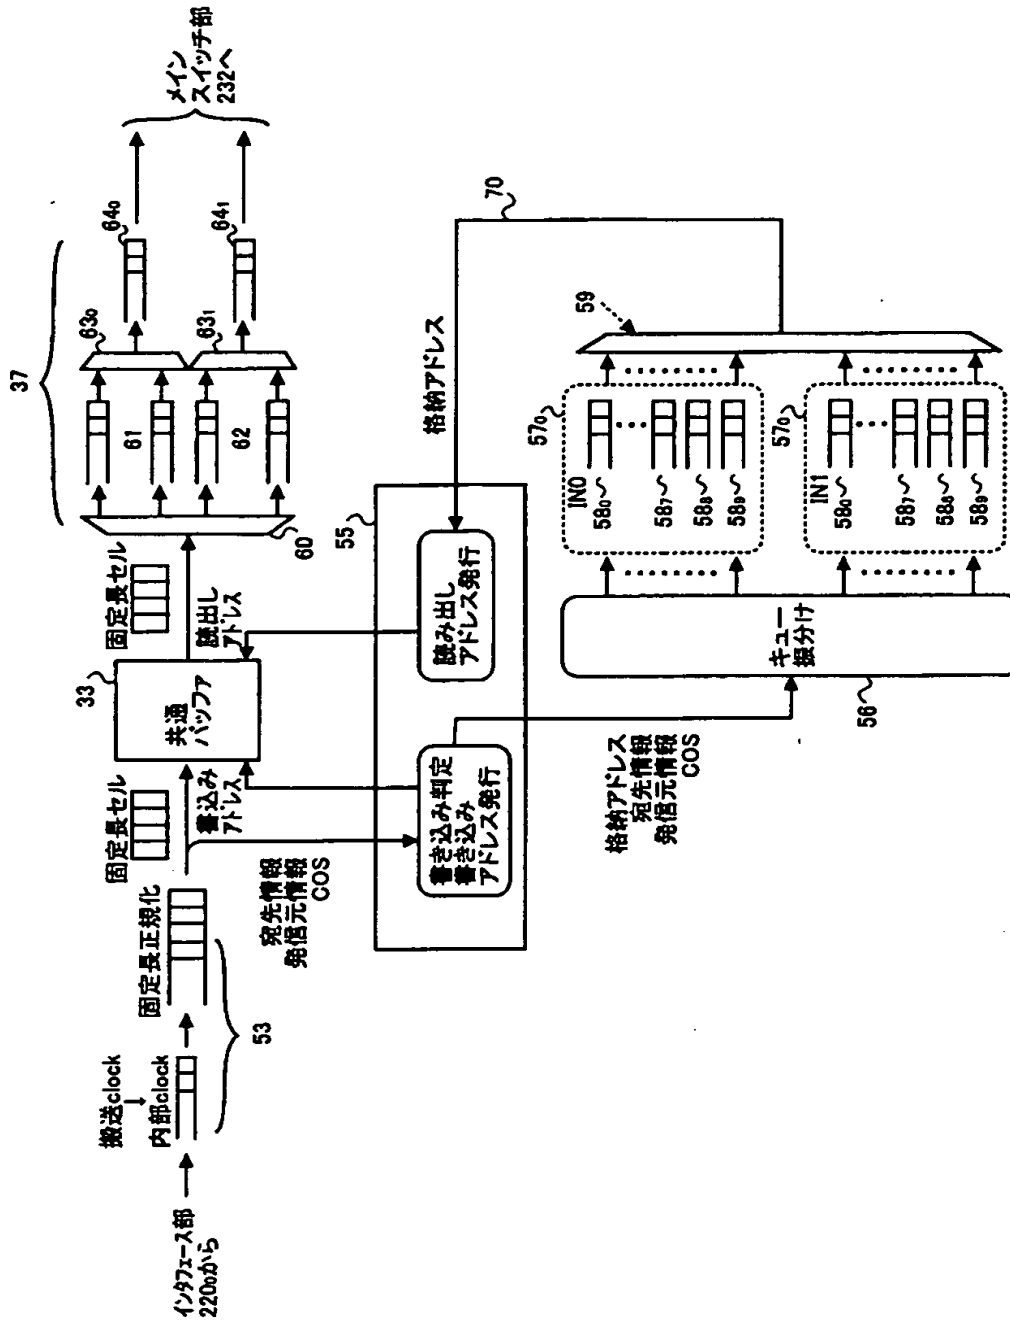 インタフェース部
220₀から
搬送clock
内部clock
53
固定長正規化
固定長セル
宛先情報
発信元情報
COS
書込み
アドレス
33
共通
バッファ
読出し
アドレス
固定長セル
60
37
61
62
63₀
63₁
64₀
64₁
メイン
スイッチ部
232へ
55
書き込み判定
書き込み
アドレス発行
読み出し
アドレス発行
格納アドレス
70
格納アドレス
宛先情報
発信元情報
COS
キュー
振分け
56
57₀
IN0
58₀
58₇
58₈
58₉
57₀
IN1
58₀
58₇
58₈
58₉
59